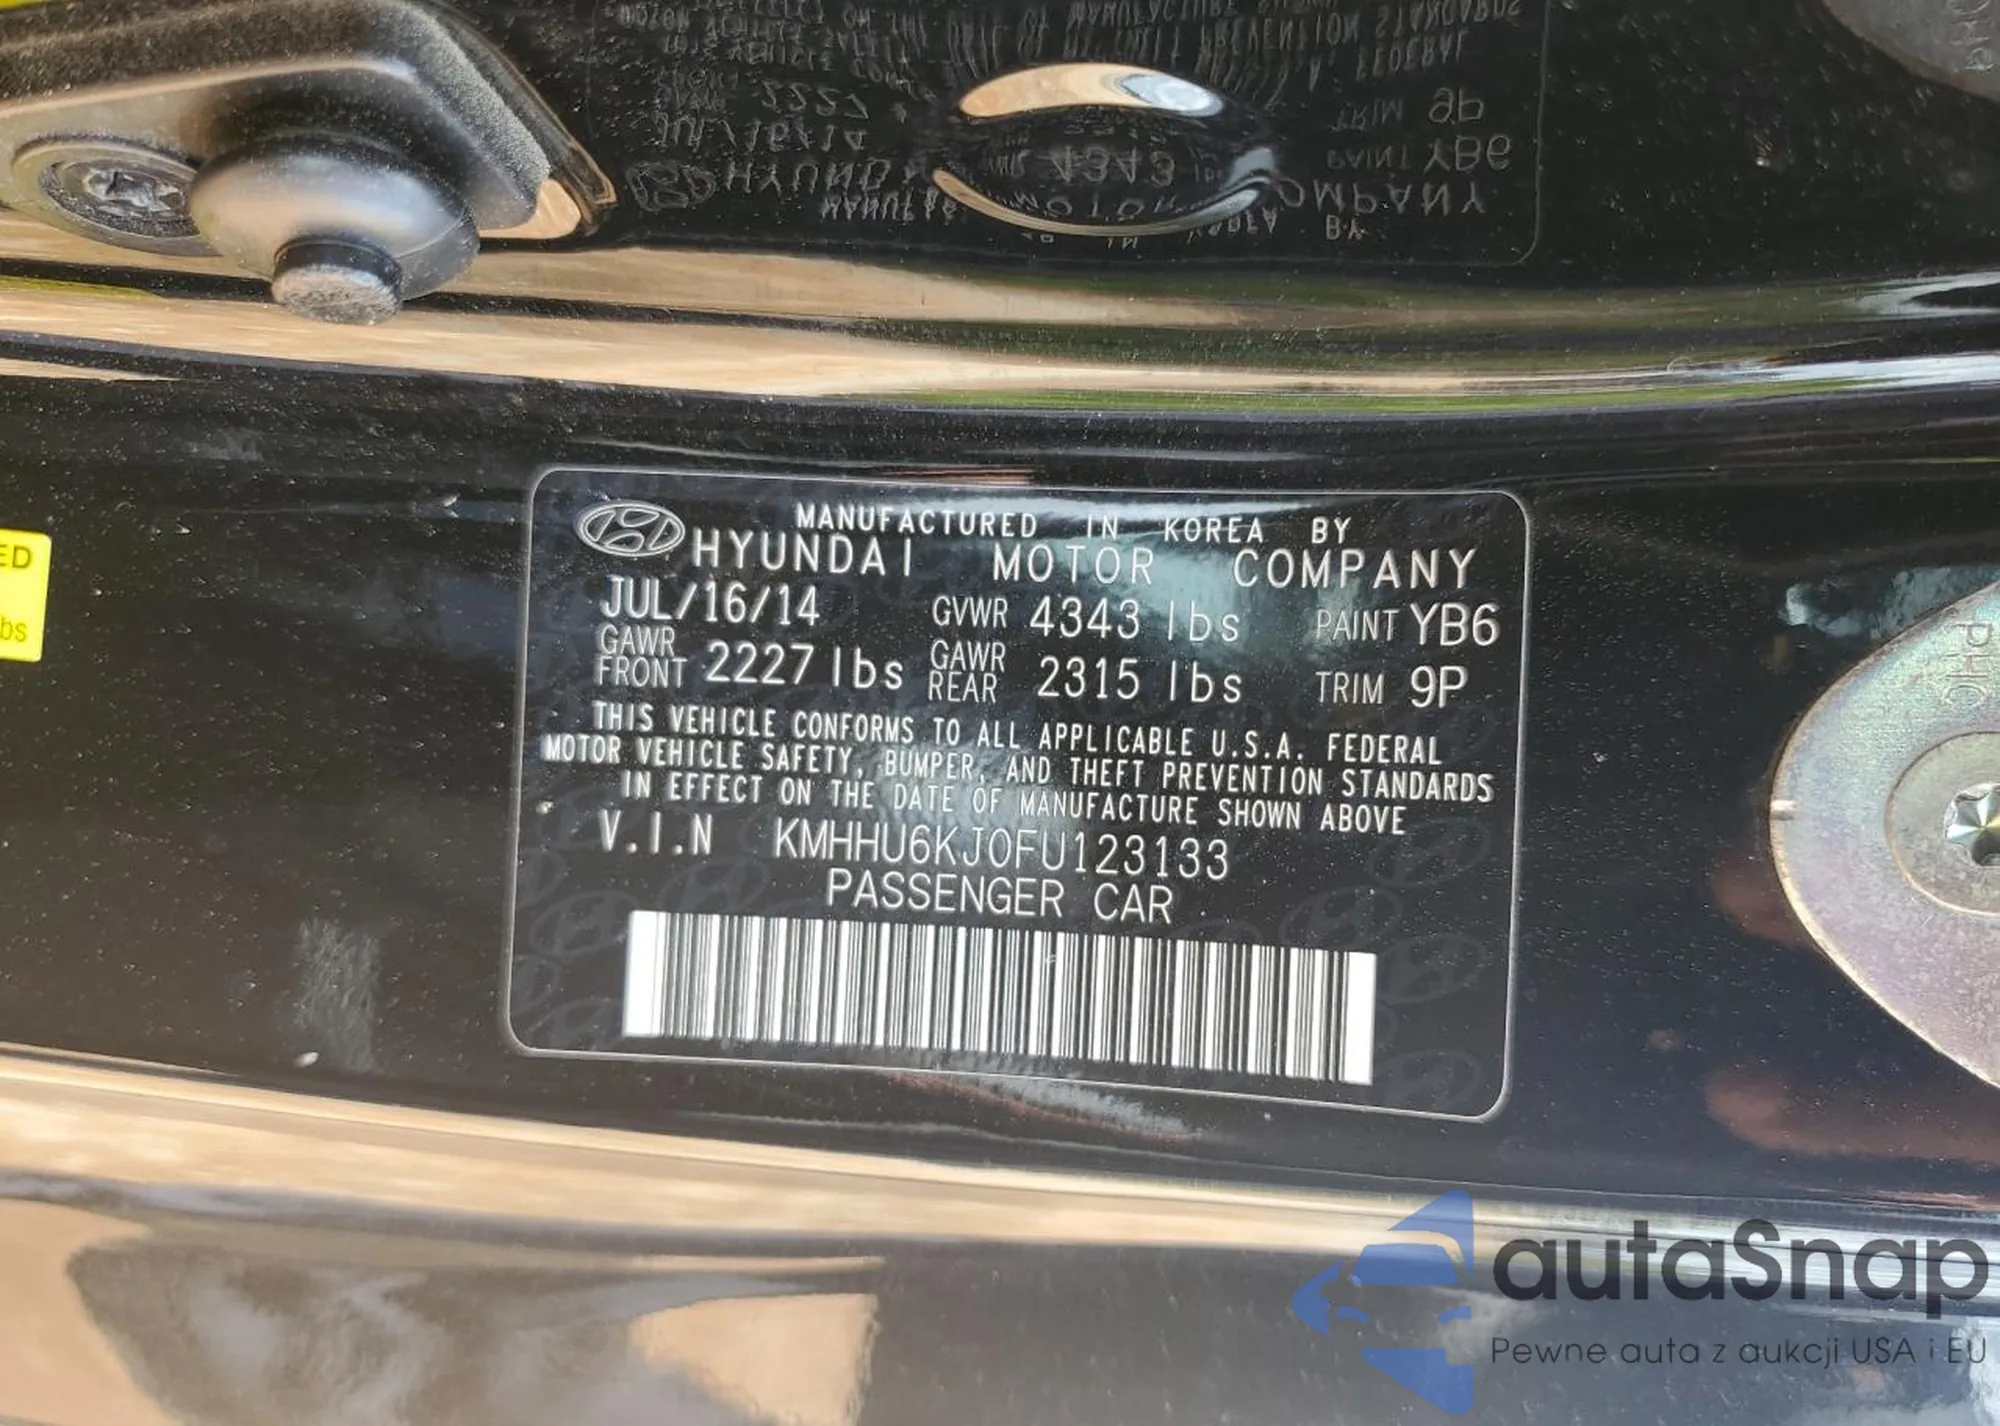 MANUFACTURED IN KOREA BY
HYUNDAI MOTOR COMPANY
JUL/16/14 GVWR 4343 lbs PAINT YB6
GAWR FRONT 2227 lbs GAWR REAR 2315 lbs TRIM 9P
THIS VEHICLE CONFORMS TO ALL APPLICABLE U.S.A. FEDERAL
MOTOR VEHICLE SAFETY, BUMPER, AND THEFT PREVENTION STANDARDS
IN EFFECT ON THE DATE OF MANUFACTURE SHOWN ABOVE
V.I.N KMHHU6KJ0FU123133
PASSENGER CAR
ED
bs
PHC
autaSnap
Pewne auta z aukcji USA i EU